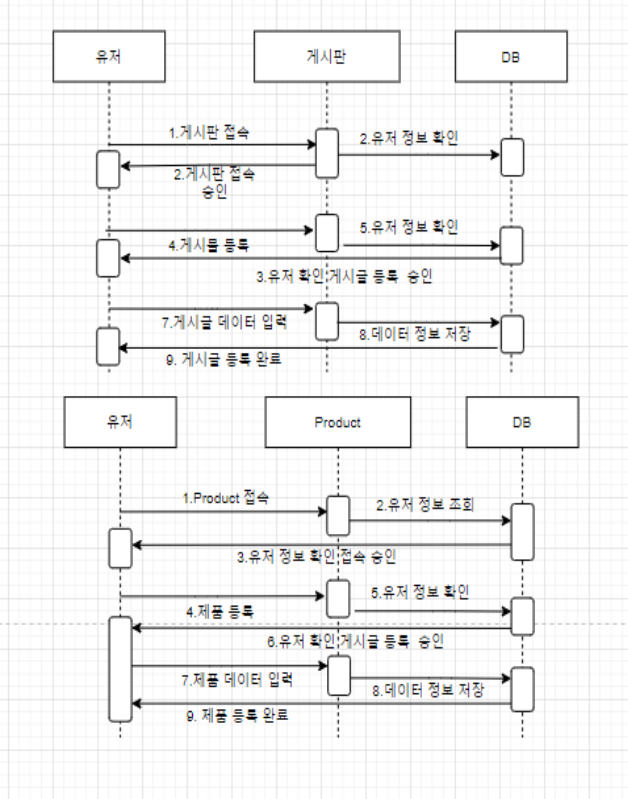 유저
게시판
DB
1.게시판 접속
2.유저 정보 확인
2.게시판 접속
승인
4.게시물 등록
5.유저 정보 확인
3.유저 확인 게시글 등록 승인
7.게시글 데이터 입력
8.데이터 정보 저장
9. 게시글 등록 완료
유저
Product
DB
1.Product 접속
2.유저 정보 조회
3.유저 정보 확인 접속 승인
4.제품 등록
5.유저 정보 확인
6.유저 확인 게시글 등록 승인
7.제품 데이터 입력
8.데이터 정보 저장
9. 제품 등록 완료